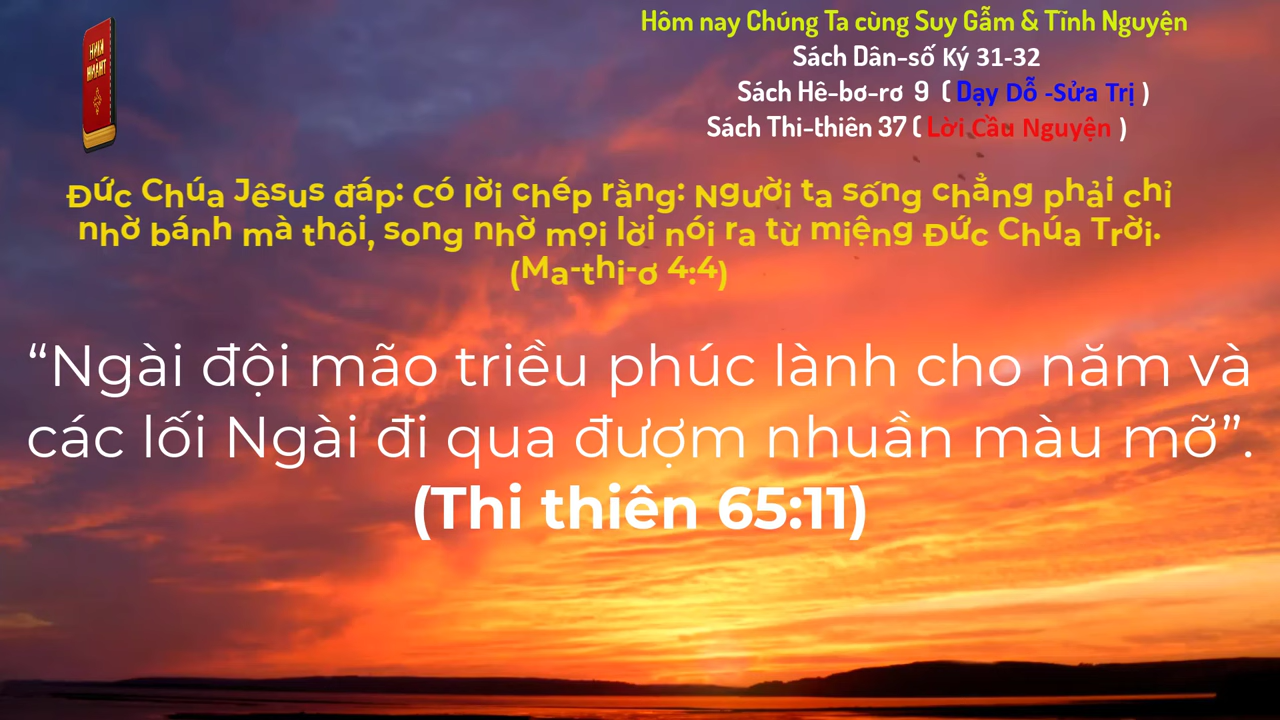 Hôm nay Chúng Ta cùng Suy Gẫm & Tĩnh Nguyện
Sách Dân-số Ký 31-32
Sách Hê-bơ-rơ 9 ( Dạy Dỗ -Sửa Trị )
Sách Thi-thiên 37 ( Lời Cầu Nguyện )
KINH
THÁNH
Đức Chúa Jêsus đáp: Có lời chép rằng: Người ta sống chẳng phải chỉ
nhờ bánh mà thôi, song nhờ mọi lời nói ra từ miệng Đức Chúa Trời.
(Ma-thi-ơ 4:4)
“Ngài đội mão triều phúc lành cho năm và
các lối Ngài đi qua đượm nhuần màu mỡ”.
(Thi thiên 65:11)